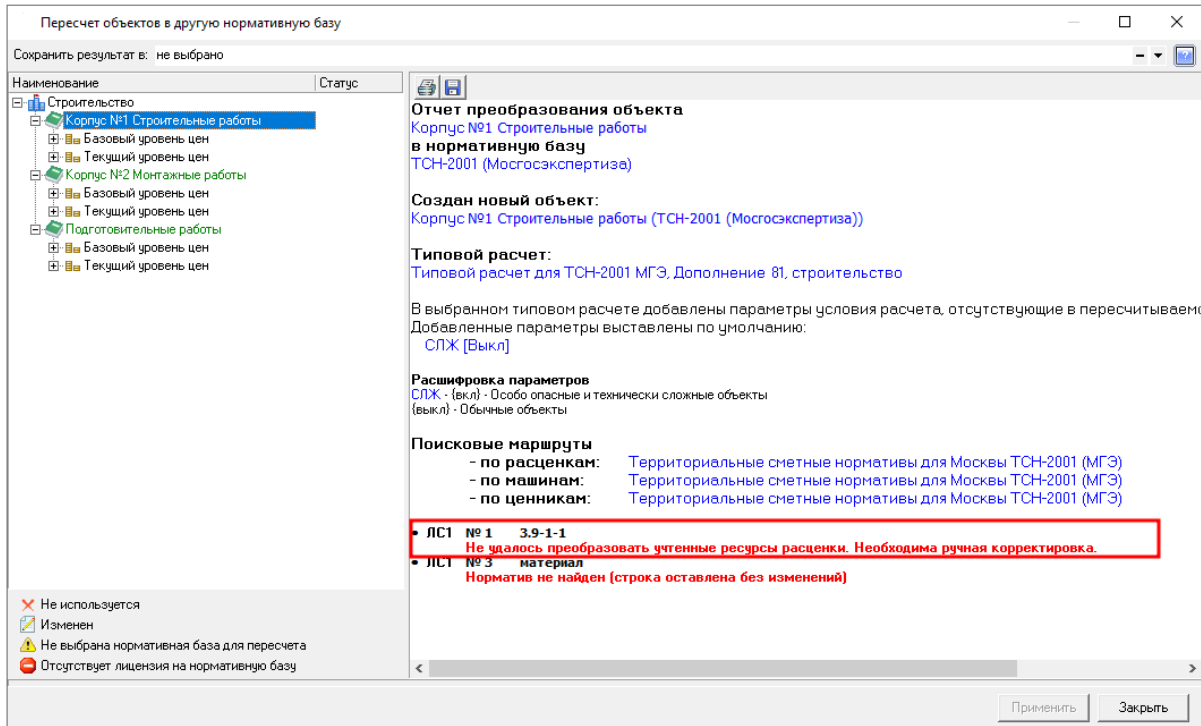 Пересчет объектов в другую нормативную базу
Сохранить результат в: не выбрано
Наименование Статус
Строительство
Корпус №1 Строительные работы
Базовый уровень цен
Текущий уровень цен
Корпус №2 Монтажные работы
Базовый уровень цен
Текущий уровень цен
Подготовительные работы
Базовый уровень цен
Текущий уровень цен
Не используется
Изменен
Не выбрана нормативная база для пересчета
Отсутствует лицензия на нормативную базу
Отчет преобразования объекта
Корпус №1 Строительные работы
в нормативную базу
ТСН-2001 (Мосгосэкспертиза)
Создан новый объект:
Корпус №1 Строительные работы (ТСН-2001 (Мосгосэкспертиза))
Типовой расчет:
Типовой расчет для ТСН-2001 МГЭ, Дополнение 81, строительство
В выбранном типовом расчете добавлены параметры условия расчета, отсутствующие в пересчитываем
Добавленные параметры выставлены по умолчанию:
СЛЖ [Выкл]
Расшифровка параметров
СЛЖ - {вкл} - Особо опасные и технически сложные объекты
{выкл} - Обычные объекты
Поисковые маршруты
- по расценкам: Территориальные сметные нормативы для Москвы ТСН-2001 (МГЭ)
- по машинам: Территориальные сметные нормативы для Москвы ТСН-2001 (МГЭ)
- по ценникам: Территориальные сметные нормативы для Москвы ТСН-2001 (МГЭ)
• ЛС1 № 1 3.9-1-1
Не удалось преобразовать учтенные ресурсы расценки. Необходима ручная корректировка.
• ЛС1 № 3 материал
Норматив не найден (строка оставлена без изменений)
Применить Закрыть